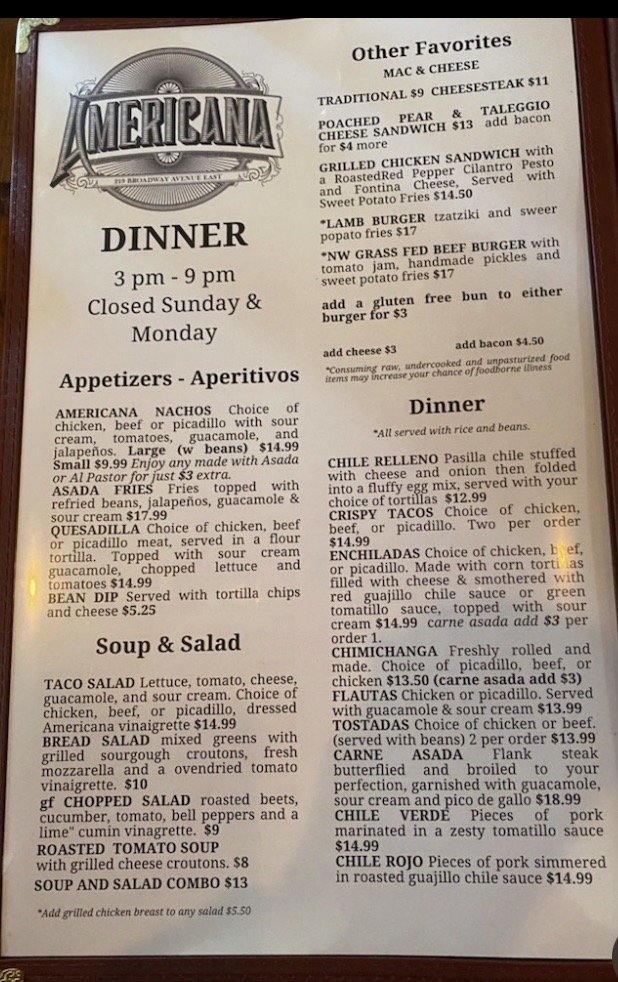 AMERICANA
219 BROADWAY AVENUE EAST
DINNER
3 pm - 9 pm
Closed Sunday &
Monday
Appetizers - Aperitivos
AMERICANA NACHOS Choice of
chicken, beef or picadillo with sour
cream, tomatoes, guacamole, and
jalapeños. Large (w beans) $14.99
Small $9.99 Enjoy any made with Asada
or Al Pastor for just $3 extra.
ASADA FRIES Fries topped with
refried beans, jalapeños, guacamole &
sour cream $17.99
QUESADILLA Choice of chicken, beef
or picadillo meat, served in a flour
tortilla. Topped with sour cream
guacamole, chopped lettuce and
tomatoes $14.99
BEAN DIP Served with tortilla chips
and cheese $5.25
Soup & Salad
TACO SALAD Lettuce, tomato, cheese,
guacamole, and sour cream. Choice of
chicken, beef, or picadillo, dressed
Americana vinaigrette $14.99
BREAD SALAD mixed greens with
grilled sourgough croutons, fresh
mozzarella and a ovendried tomato
vinaigrette. $10
gf CHOPPED SALAD roasted beets,
cucumber, tomato, bell peppers and a
lime" cumin vinagrette. $9
ROASTED TOMATO SOUP
with grilled cheese croutons. $8
SOUP AND SALAD COMBO $13
*Add grilled chicken breast to any salad $5.50
Other Favorites
MAC & CHEESE
TRADITIONAL $9 CHEESESTEAK $11
POACHED PEAR & TALEGGIO
CHEESE SANDWICH $13 add bacon
for $4 more
GRILLED CHICKEN SANDWICH with
a RoastedRed Pepper Cilantro Pesto
and Fontina Cheese, Served with
Sweet Potato Fries $14.50
*LAMB BURGER tzatziki and sweer
popato fries $17
*NW GRASS FED BEEF BURGER with
tomato jam, handmade pickles and
sweet potato fries $17
add a gluten free bun to either
burger for $3
add cheese $3 add bacon $4.50
*Consuming raw, undercooked and unpasturized food
items may increase your chance of foodborne illness
Dinner
*All served with rice and beans.
CHILE RELLENO Pasilla chile stuffed
with cheese and onion then folded
into a fluffy egg mix, served with your
choice of tortillas $12.99
CRISPY TACOS Choice of chicken,
beef, or picadillo. Two per order
$14.99
ENCHILADAS Choice of chicken, beef,
or picadillo. Made with corn tortillas
filled with cheese & smothered with
red guajillo chile sauce or green
tomatillo sauce, topped with sour
cream $14.99 carne asada add $3 per
order 1.
CHIMICHANGA Freshly rolled and
made. Choice of picadillo, beef, or
chicken $13.50 (carne asada add $3)
FLAUTAS Chicken or picadillo. Served
with guacamole & sour cream $13.99
TOSTADAS Choice of chicken or beef.
(served with beans) 2 per order $13.99
CARNE ASADA Flank steak
butterflied and broiled to your
perfection, garnished with guacamole,
sour cream and pico de gallo $18.99
CHILE VERDE Pieces of pork
marinated in a zesty tomatillo sauce
$14.99
CHILE ROJO Pieces of pork simmered
in roasted guajillo chile sauce $14.99